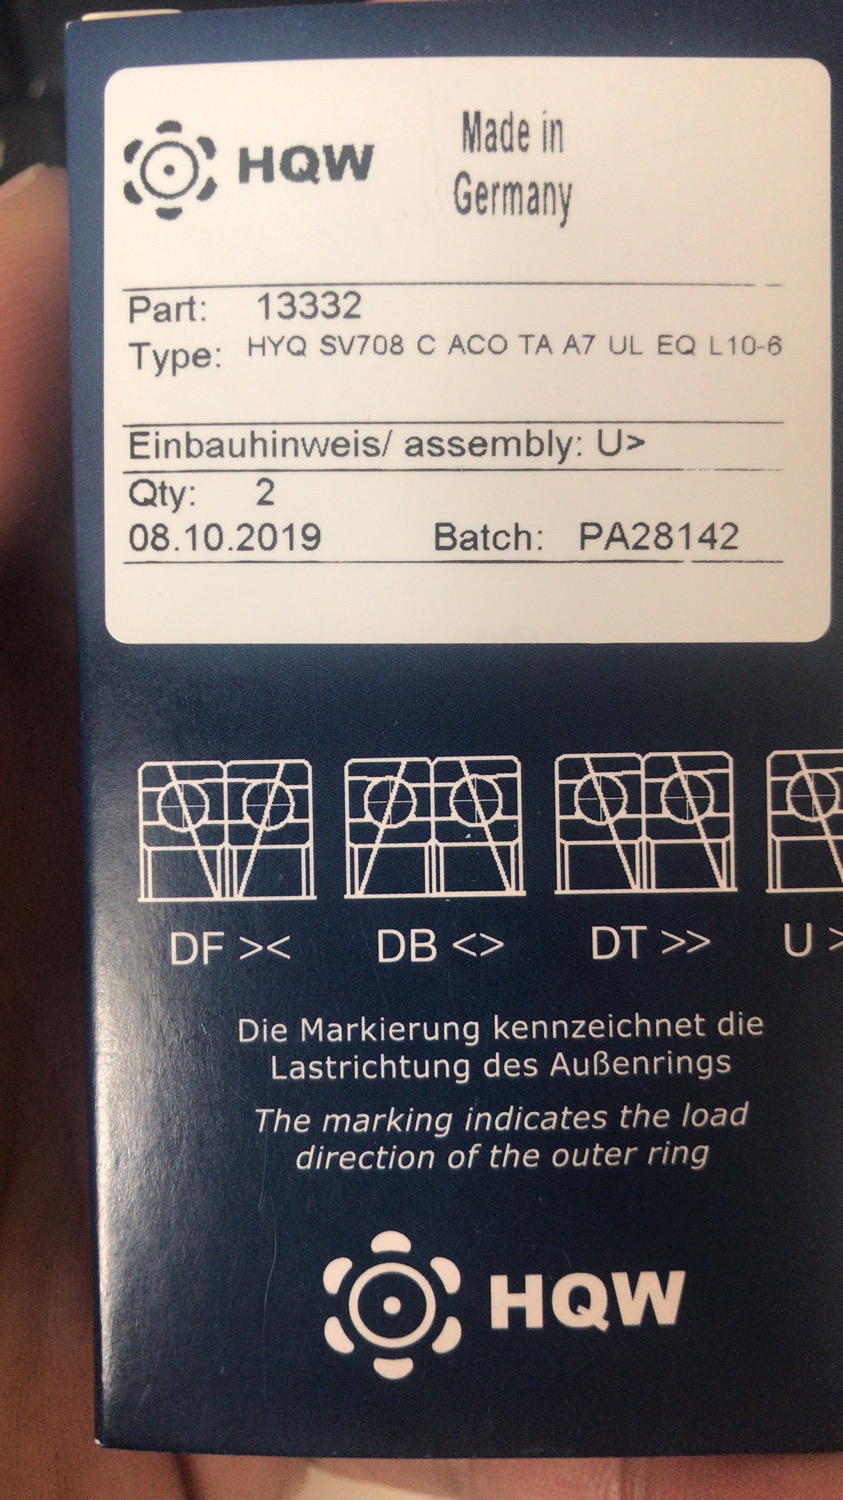 HQW
Made in
Germany
Part: 13332
Type: HYQ SV708 C ACO TA A7 UL EQ L10-6
Einbauhinweis/ assembly: U>
Qty: 2
08.10.2019 Batch: PA28142
DF >< DB <> DT >> U >
Die Markierung kennzeichnet die
Lastrichtung des Außenrings
The marking indicates the load
direction of the outer ring
HQW